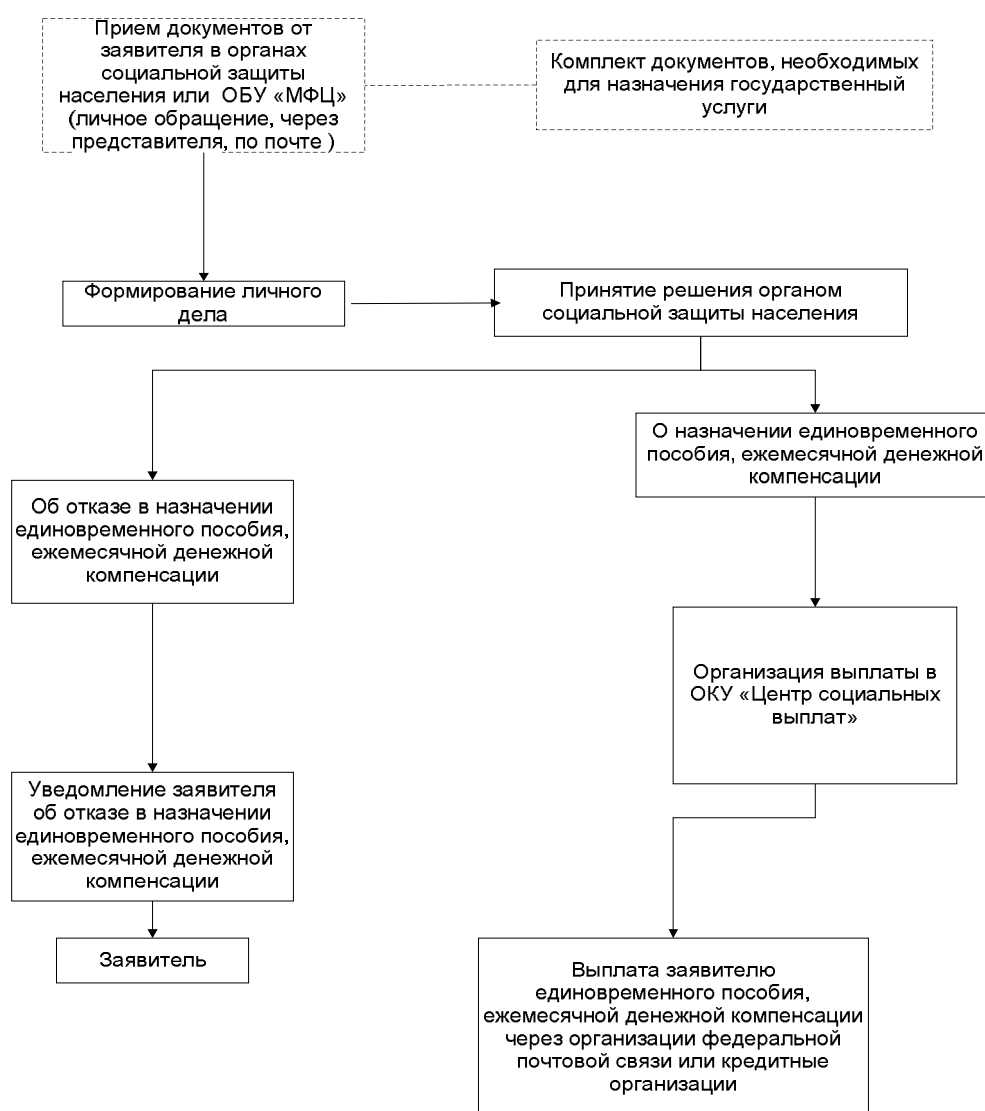 Прием документов от
заявителя в органах
социальной защиты
населения или ОБУ «МФЦ»
(личное обращение, через
представителя, по почте )
Комплект документов, необходимых
для назначения государственный
услуги
Формирование личного
дела
Принятие решения органом
социальной защиты населения
О назначении единовременного
пособия, ежемесячной денежной
компенсации
Об отказе в назначении
единовременного пособия,
ежемесячной денежной
компенсации
Организация выплаты в
ОКУ «Центр социальных
выплат»
Уведомление заявителя
об отказе в назначении
единовременного пособия,
ежемесячной денежной
компенсации
Заявитель
Выплата заявителю
единовременного пособия,
ежемесячной денежной компенсации
через организации федеральной
почтовой связи или кредитные
организации